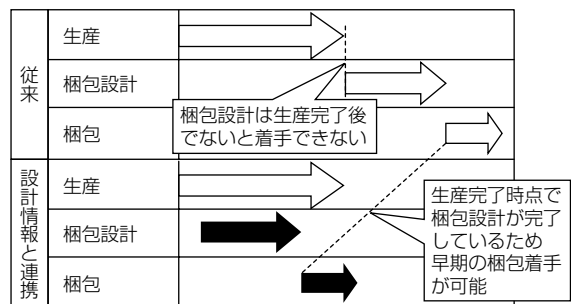 従来
生産
梱包設計
梱包設計は生産完了後
でないと着手できない
梱包
設計情報と連携
生産
梱包設計
梱包
生産完了時点で
梱包設計が完了
しているため
早期の梱包着手
が可能